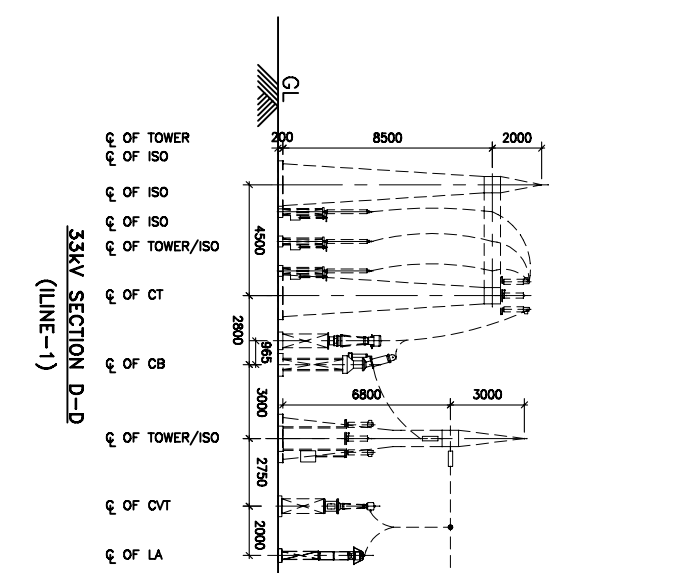 GL
200
8500
2000
℄ OF TOWER
℄ OF ISO
℄ OF ISO
℄ OF ISO
℄ OF TOWER/ISO
℄ OF CT
℄ OF CB
℄ OF TOWER/ISO
℄ OF CVT
℄ OF LA
4500
2800
965
3000
6800
3000
2750
2000
33kV SECTION D-D
(ILINE-1)